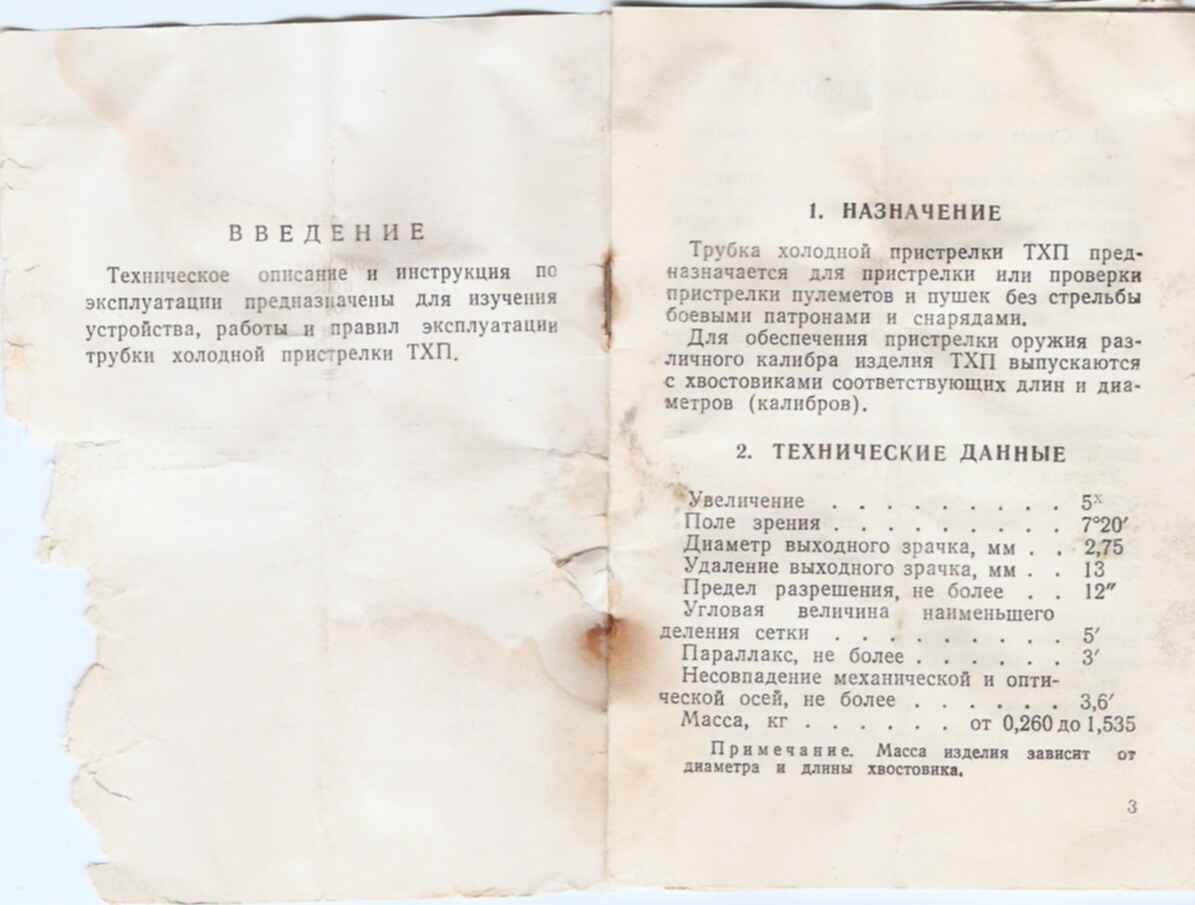 ВВЕДЕНИЕ
Техническое описание и инструкция по
эксплуатации предназначены для изучения
устройства, работы и правил эксплуатации
трубки холодной пристрелки ТХП.
1. НАЗНАЧЕНИЕ
Трубка холодной пристрелки ТХП пред-
назначается для пристрелки или проверки
пристрелки пулеметов и пушек без стрельбы
боевыми патронами и снарядами.
Для обеспечения пристрелки оружия раз-
личного калибра изделия ТХП выпускаются
с хвостовиками соответствующих длин и диа-
метров (калибров).
2. ТЕХНИЧЕСКИЕ ДАННЫЕ
Увеличение . . . . . . . . . 5ˣ
Поле зрения . . . . . . . . . 7°20′
Диаметр выходного зрачка, мм . . 2,75
Удаление выходного зрачка, мм . . 13
Предел разрешения, не более . . 12″
Угловая величина наименьшего
деления сетки . . . . . . . . . 5′
Параллакс, не более . . . . . . 3′
Несовпадение механической и опти-
ческой осей, не более . . . . . . 3,6′
Масса, кг . . . . . . от 0,260 до 1,535
Примечание. Масса изделия зависит от
диаметра и длины хвостовика.
3